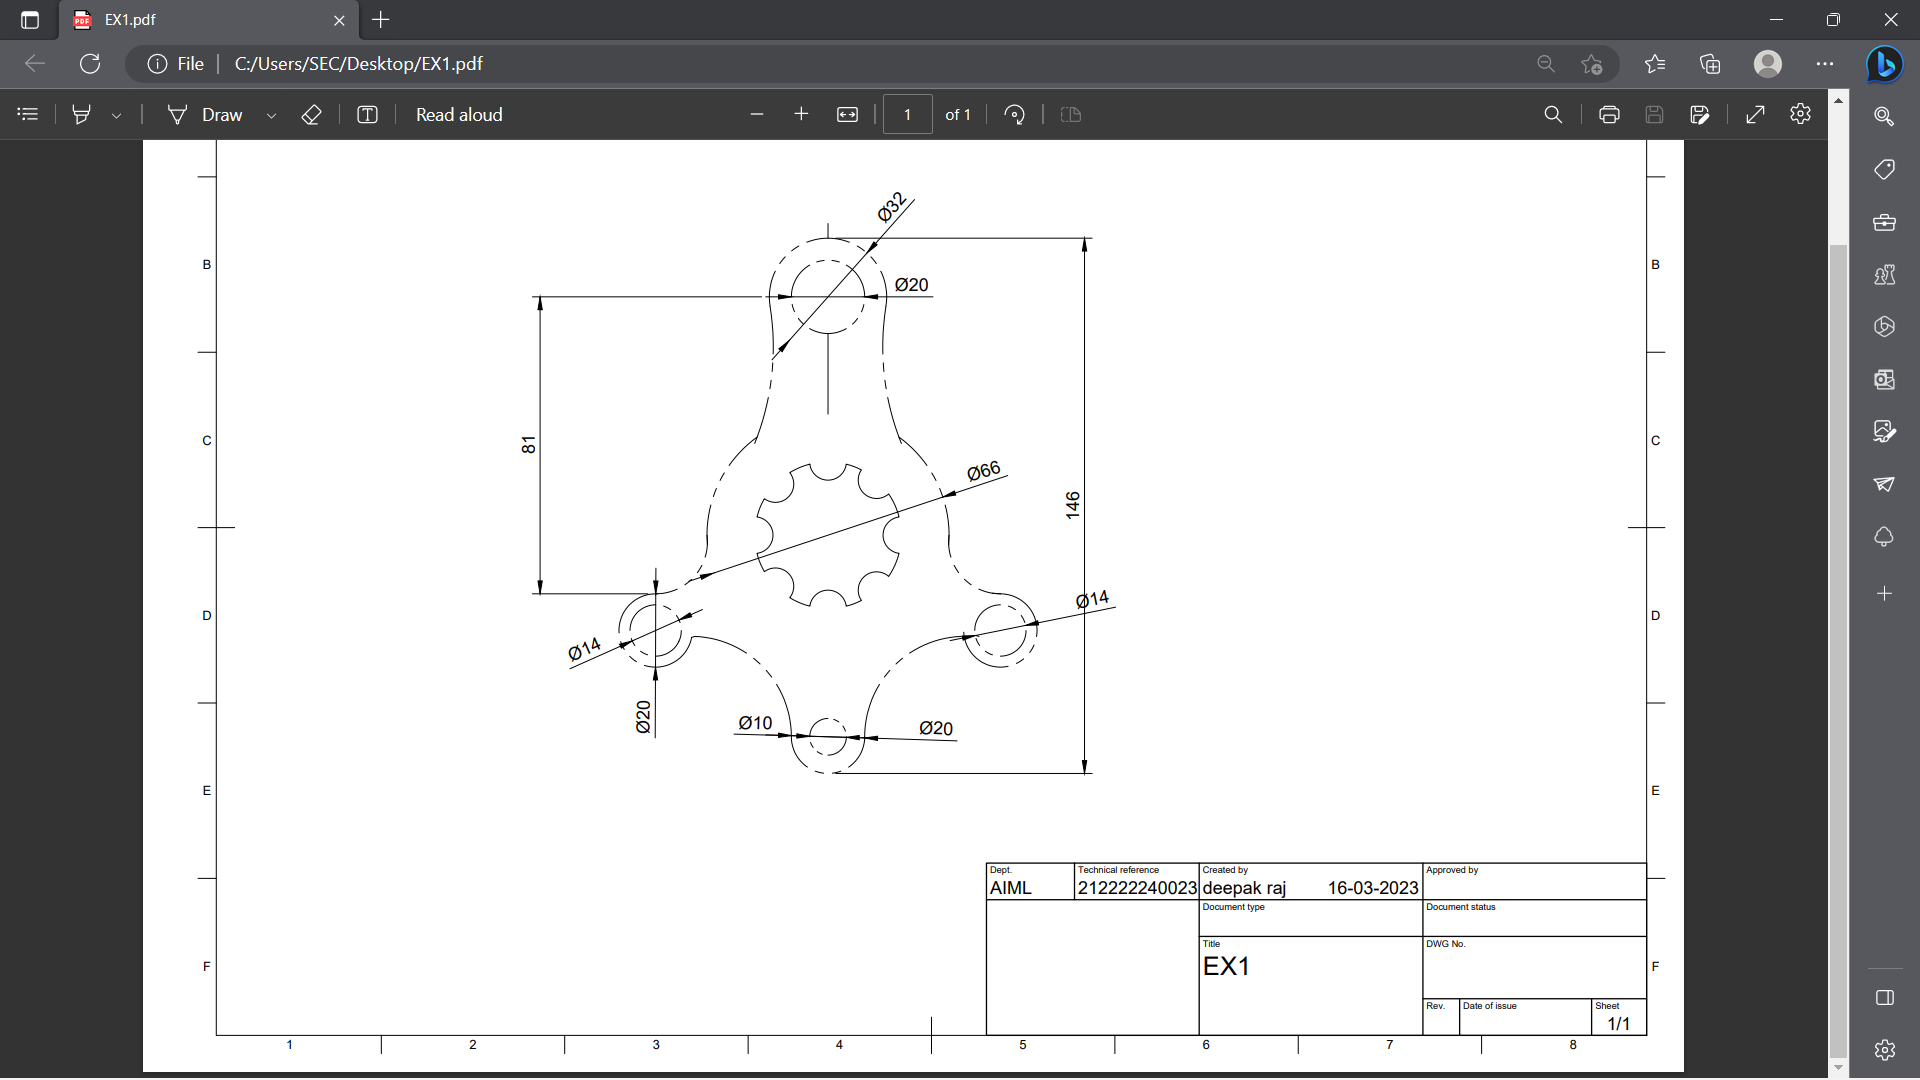 EX1.pdf
File C:/Users/SEC/Desktop/EX1.pdf
Draw Read aloud 1 of 1
Ø32
B B
Ø20
81
C C
Ø66
146
D D
Ø14
Ø14
Ø20
Ø10
Ø20
E E
Dept. Technical reference Created by Approved by
AIML 212222240023 deepak raj 16-03-2023
Document type Document status
Title DWG No.
EX1
F F
Rev. Date of issue Sheet
1/1
1 2 3 4 5 6 7 8